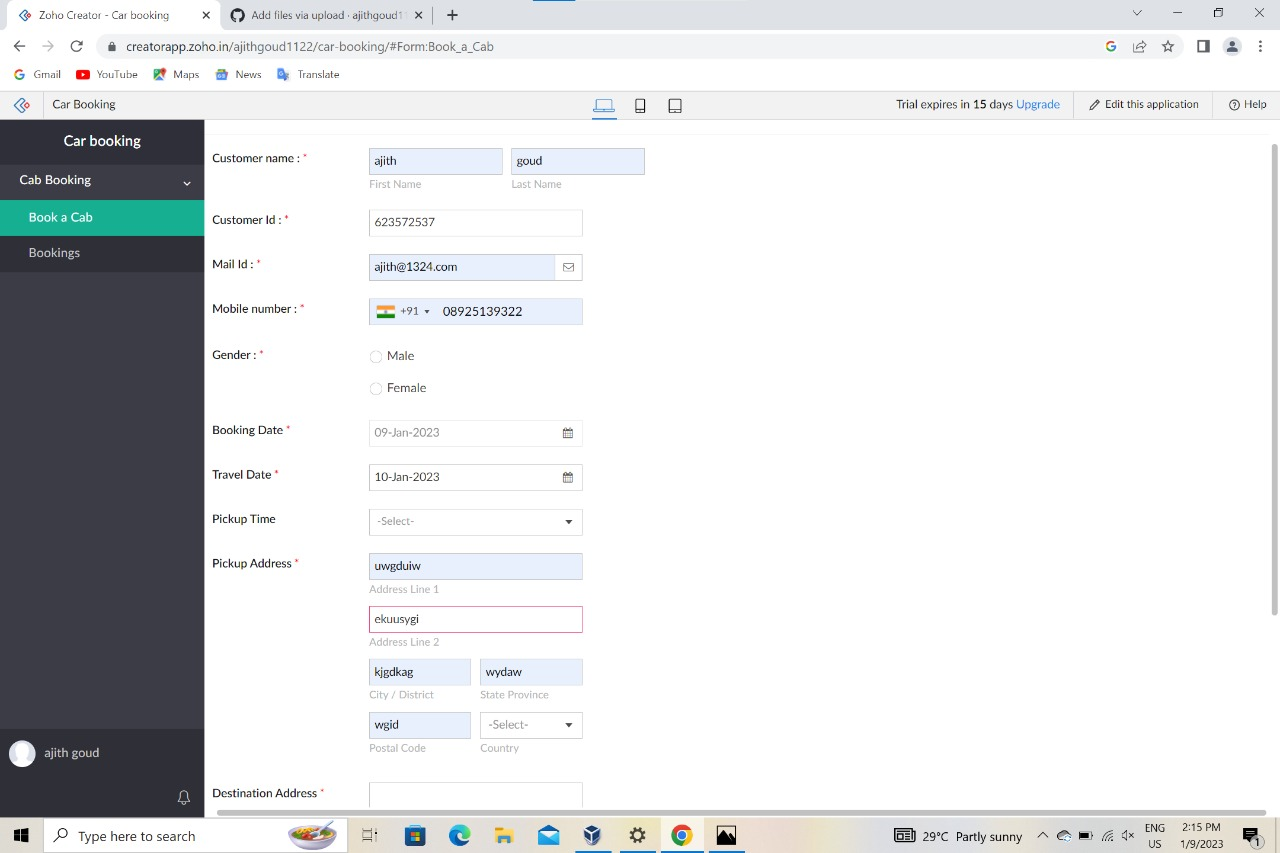 Zoho Creator - Car booking
Add files via upload · ajithgoud11
creatorapp.zoho.in/ajithgoud1122/car-booking/#Form:Book_a_Cab
Gmail YouTube Maps News Translate
Car Booking
Trial expires in 15 days Upgrade
Edit this application
Help
Car booking
Cab Booking
Book a Cab
Bookings
ajith goud
Customer name : * ajith goud
First Name Last Name
Customer Id : * 623572537
Mail Id : * ajith@1324.com
Mobile number : * +91 08925139322
Gender : * Male
Female
Booking Date * 09-Jan-2023
Travel Date * 10-Jan-2023
Pickup Time -Select-
Pickup Address * uwgduiw
Address Line 1
ekuusygi
Address Line 2
kjgdkag wydaw
City / District State Province
wgid -Select-
Postal Code Country
Destination Address *
Type here to search
29°C Partly sunny
ENG
US
2:15 PM
1/9/2023
1